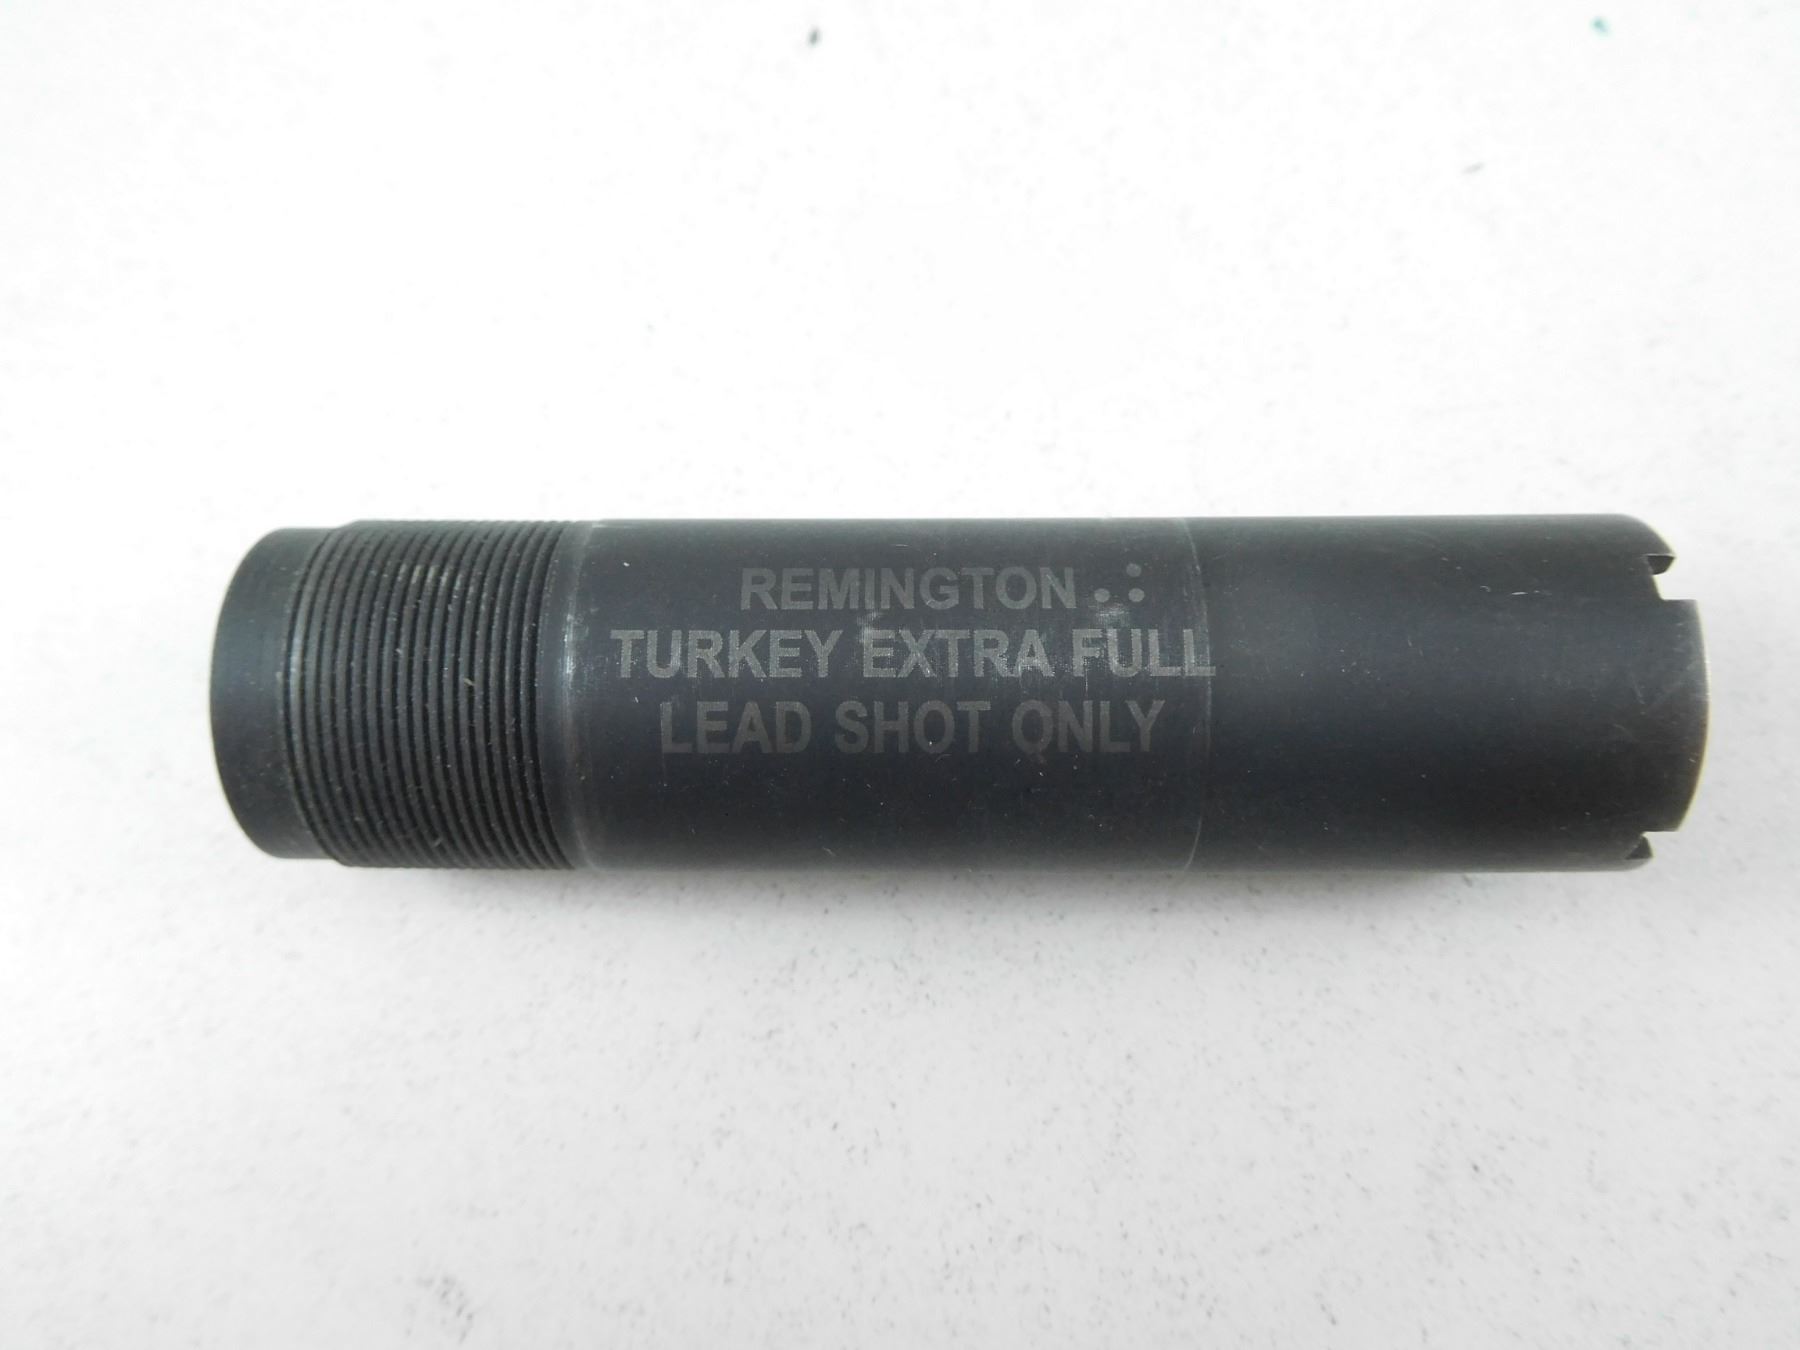 REMINGTON
TURKEY EXTRA FULL
LEAD SHOT ONLY